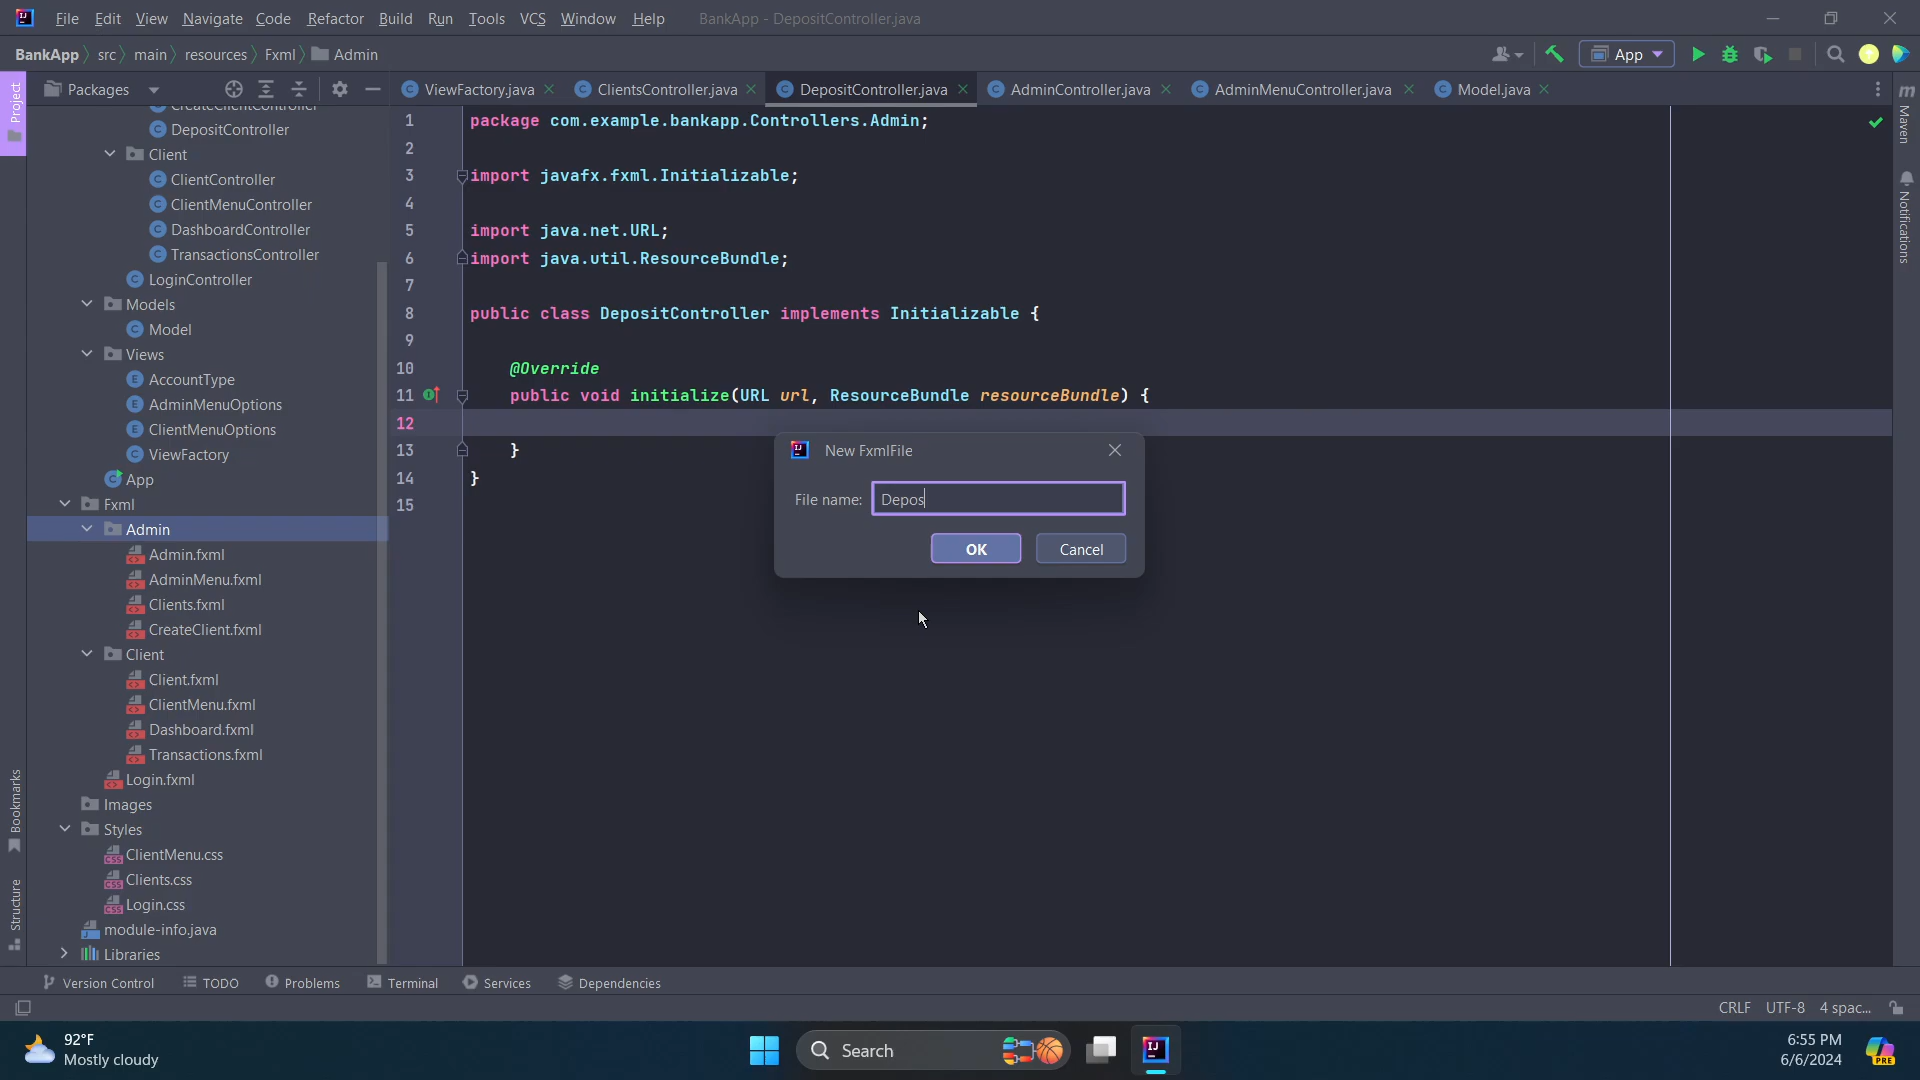 File Edit View Navigate Code Refactor Build Run Tools VCS Window Help BankApp - DepositController.java
BankApp src main resources Fxml Admin
App
Project
Packages
ViewFactory.java
ClientsController.java
DepositController.java
AdminController.java
AdminMenuController.java
Model.java
CreateClientController
DepositController
Client
ClientController
ClientMenuController
DashboardController
TransactionsController
LoginController
Models
Model
Views
AccountType
AdminMenuOptions
ClientMenuOptions
ViewFactory
App
Fxml
Admin
Admin.fxml
AdminMenu.fxml
Clients.fxml
CreateClient.fxml
Client
Client.fxml
ClientMenu.fxml
Dashboard.fxml
Transactions.fxml
Login.fxml
Images
Styles
ClientMenu.css
Clients.css
Login.css
module-info.java
Libraries
Bookmarks
Structure
1 package com.example.bankapp.Controllers.Admin;
2
3 import javafx.fxml.Initializable;
4
5 import java.net.URL;
6 import java.util.ResourceBundle;
7
8 public class DepositController implements Initializable {
9
10 @Override
11 public void initialize(URL url, ResourceBundle resourceBundle) {
12
13 }
14 }
15
New FxmlFile
File name: Depos
OK Cancel
m
Maven
Notifications
Version Control TODO Problems Terminal Services Dependencies
CRLF UTF-8 4 spac...
92°F
Mostly cloudy
Search
6:55 PM
6/6/2024
PRE